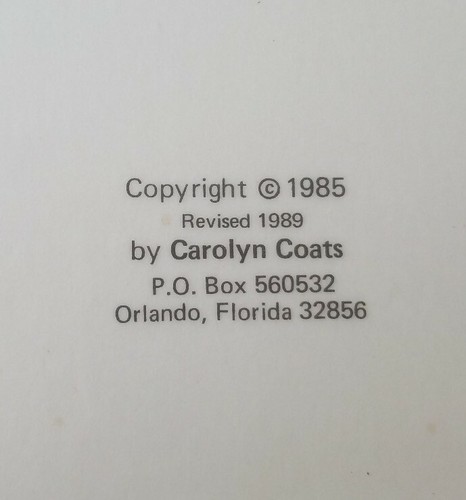 Copyright © 1985
Revised 1989
by Carolyn Coats
P.O. Box 560532
Orlando, Florida 32856